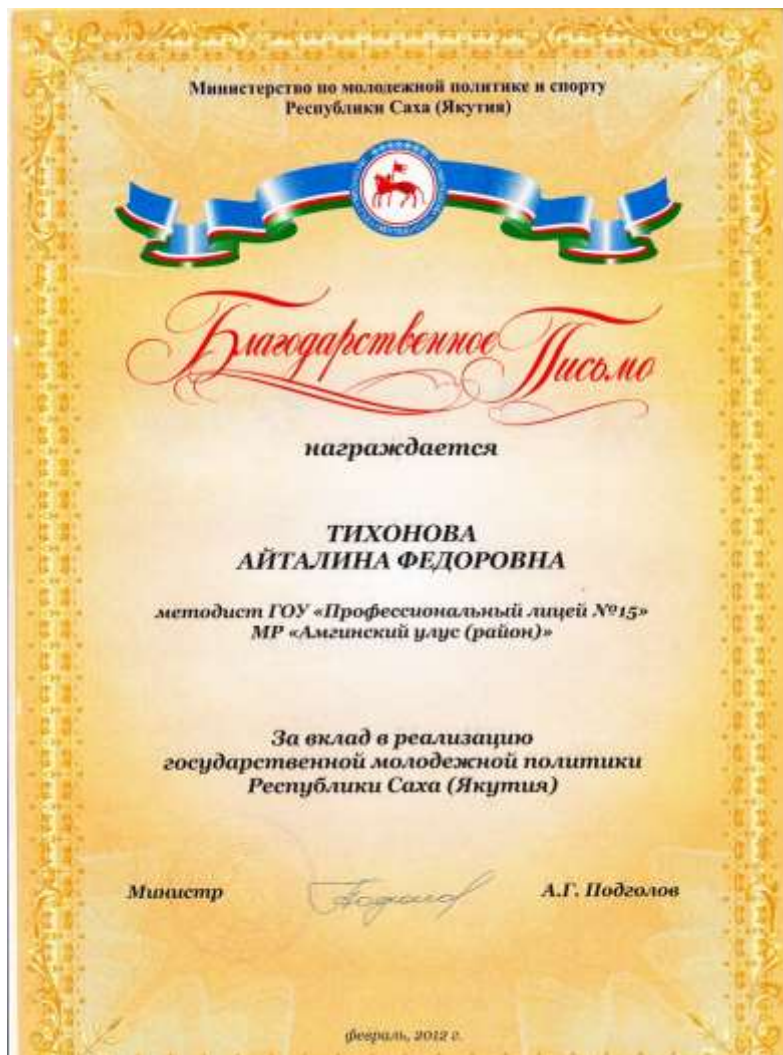 Министерство по молодежной политике и спорту
Республики Саха (Якутия)
Благодарственное Письмо
награждается
ТИХОНОВА
АЙТАЛИНА ФЕДОРОВНА
методист ГОУ «Профессиональный лицей №15»
МР «Амгинский улус (район)»
За вклад в реализацию
государственной молодежной политики
Республики Саха (Якутия)
Министр
А.Г. Подголов
февраль, 2012 г.